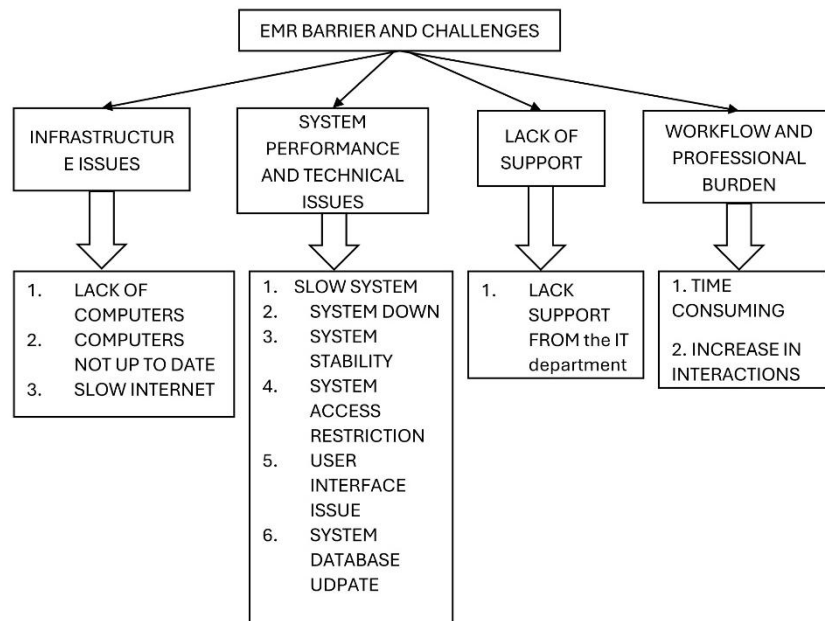 EMR BARRIER AND CHALLENGES
INFRASTRUCTUR
E ISSUES
SYSTEM
PERFORMANCE
AND TECHNICAL
ISSUES
LACK OF
SUPPORT
WORKFLOW AND
PROFESSIONAL
BURDEN
1. LACK OF
COMPUTERS
2. COMPUTERS
NOT UP TO DATE
3. SLOW INTERNET
1. SLOW SYSTEM
2. SYSTEM DOWN
3. SYSTEM
STABILITY
4. SYSTEM
ACCESS
RESTRICTION
5. USER
INTERFACE
ISSUE
6. SYSTEM
DATABASE
UDPATE
1. LACK
SUPPORT
FROM the IT
department
1. TIME
CONSUMING
2. INCREASE IN
INTERACTIONS